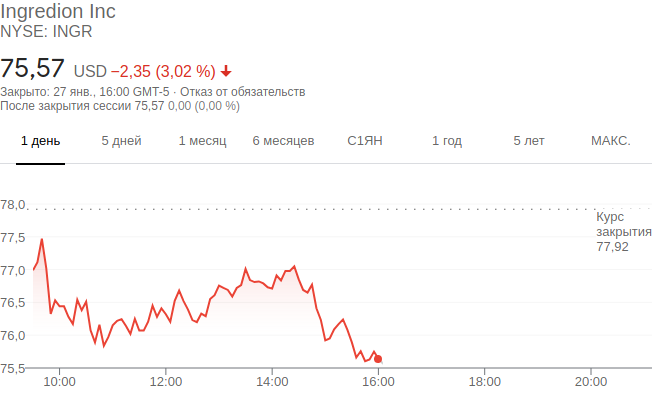 Ingredion Inc
NYSE: INGR
75,57 USD −2,35 (3,02 %)
Закрыто: 27 янв., 16:00 GMT-5 · Отказ от обязательств
После закрытия сессии 75,57 0,00 (0,00 %)
1 день 5 дней 1 месяц 6 месяцев С1ЯН 1 год 5 лет МАКС.
78,0
Курс
закрытия
77,92
77,5
77,0
76,5
76,0
75,5
10:00 12:00 14:00 16:00 18:00 20:00